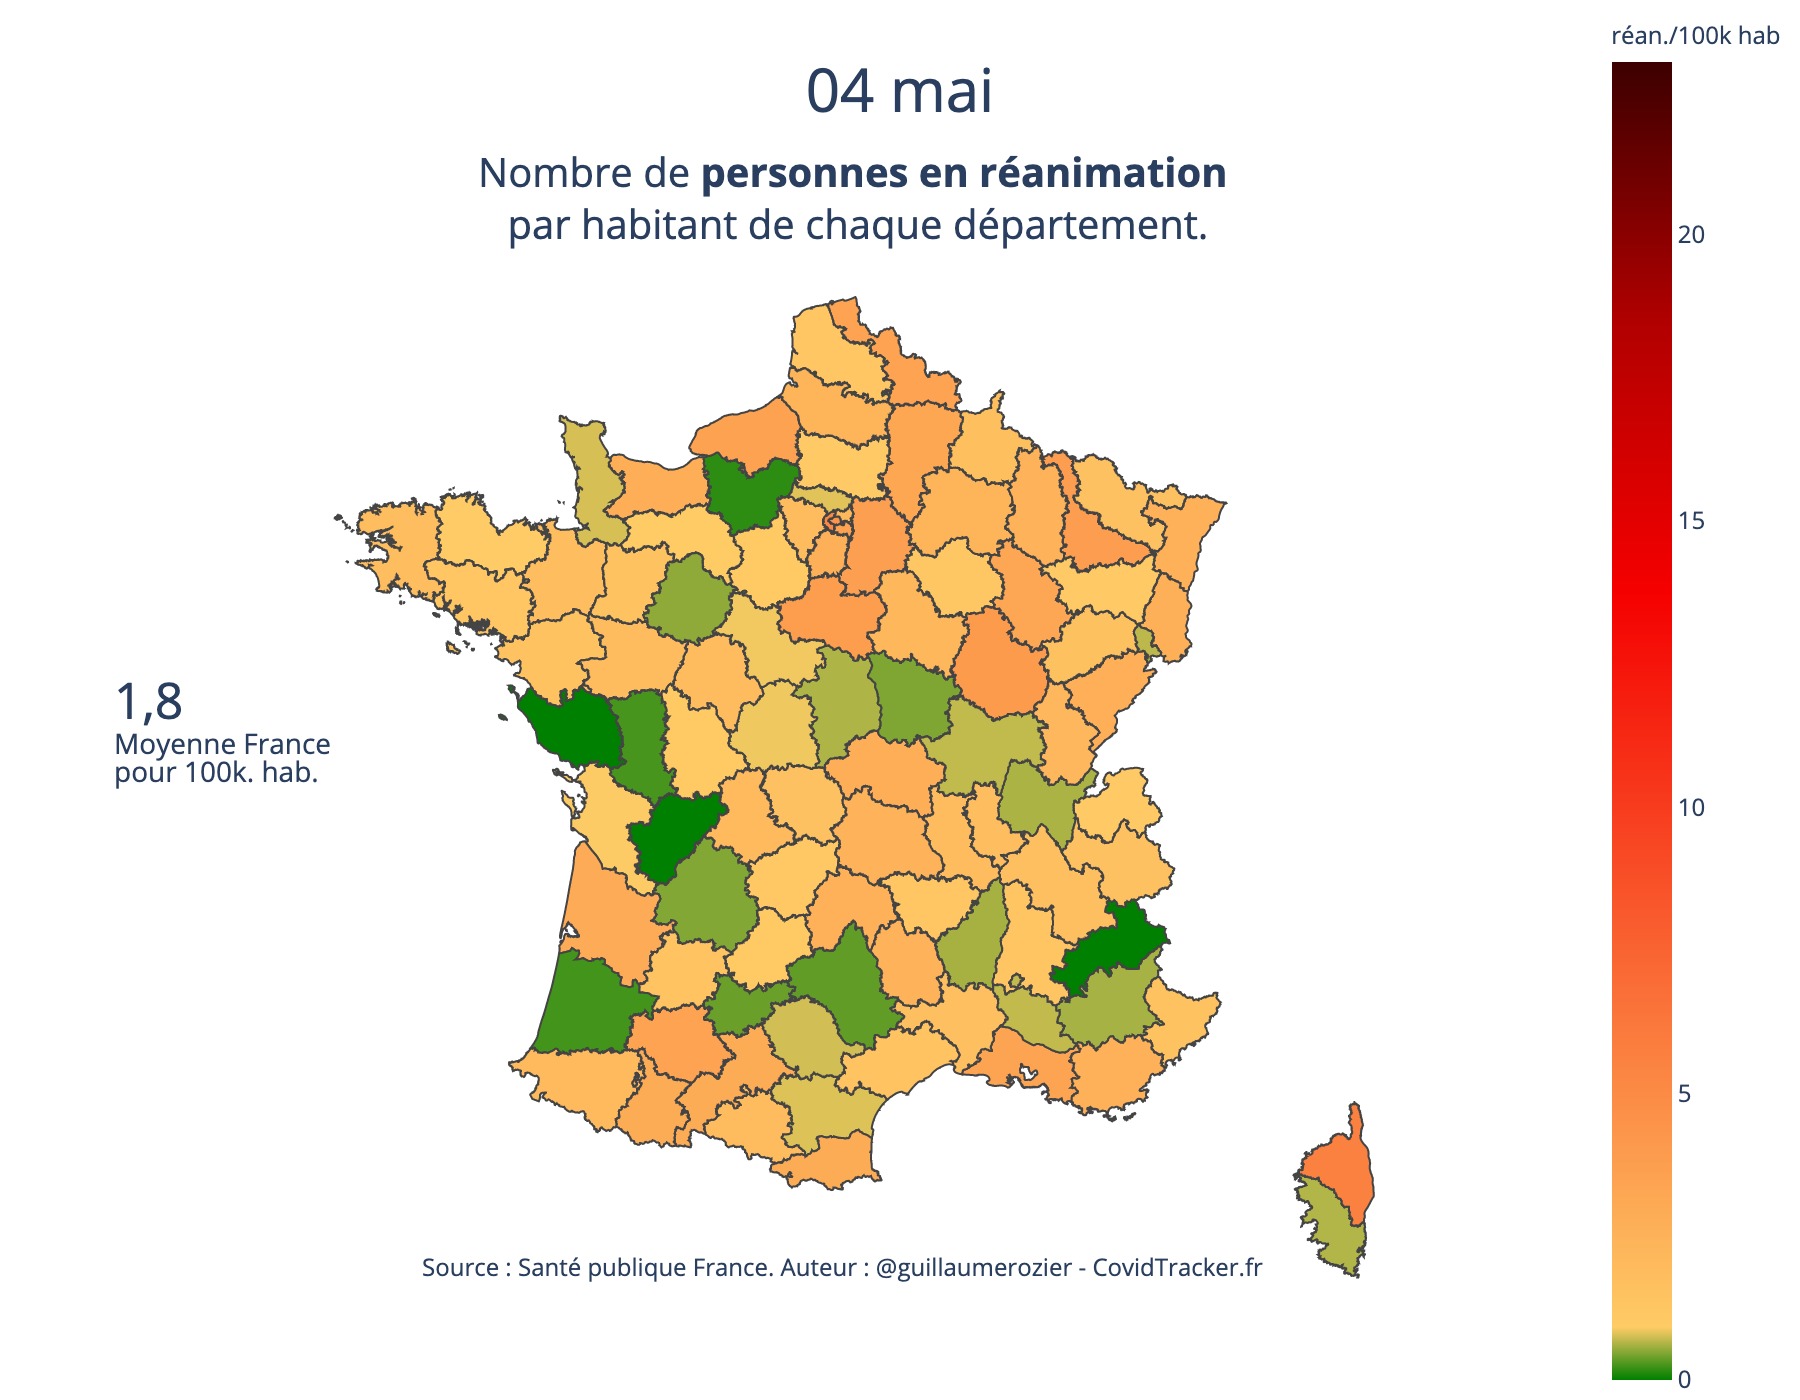 réan./100k hab
04 mai
Nombre de personnes en réanimation
par habitant de chaque département.
20
15
1,8
Moyenne France
pour 100k. hab.
10
5
Source : Santé publique France. Auteur : @guillaumerozier - CovidTracker.fr
0